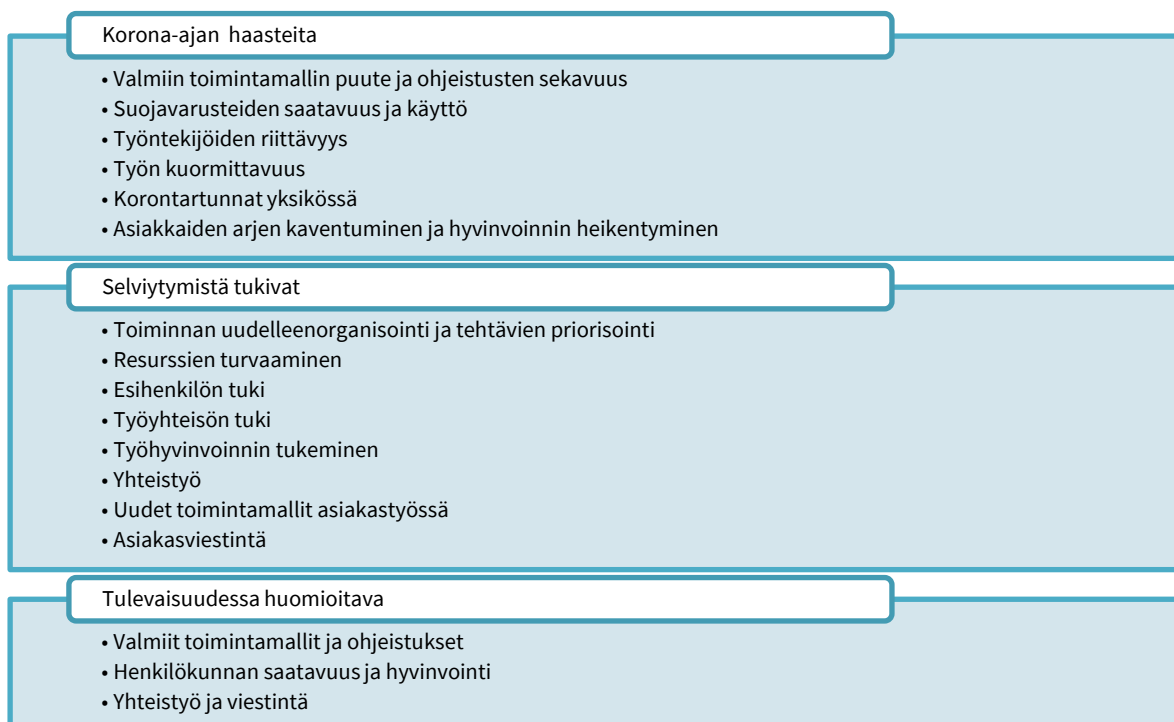 Korona-ajan haasteita
• Valmiin toimintamallin puute ja ohjeistusten sekavuus
• Suojavarusteiden saatavuus ja käyttö
• Työntekijöiden riittävyys
• Työn kuormittavuus
• Korontartunnat yksikössä
• Asiakkaiden arjen kaventuminen ja hyvinvoinnin heikentyminen
Selviytymistä tukivat
• Toiminnan uudelleenorganisointi ja tehtävien priorisointi
• Resurssien turvaaminen
• Esihenkilön tuki
• Työyhteisön tuki
• Työhyvinvoinnin tukeminen
• Yhteistyö
• Uudet toimintamallit asiakastyössä
• Asiakasviestintä
Tulevaisuudessa huomioitava
• Valmiit toimintamallit ja ohjeistukset
• Henkilökunnan saatavuus ja hyvinvointi
• Yhteistyö ja viestintä